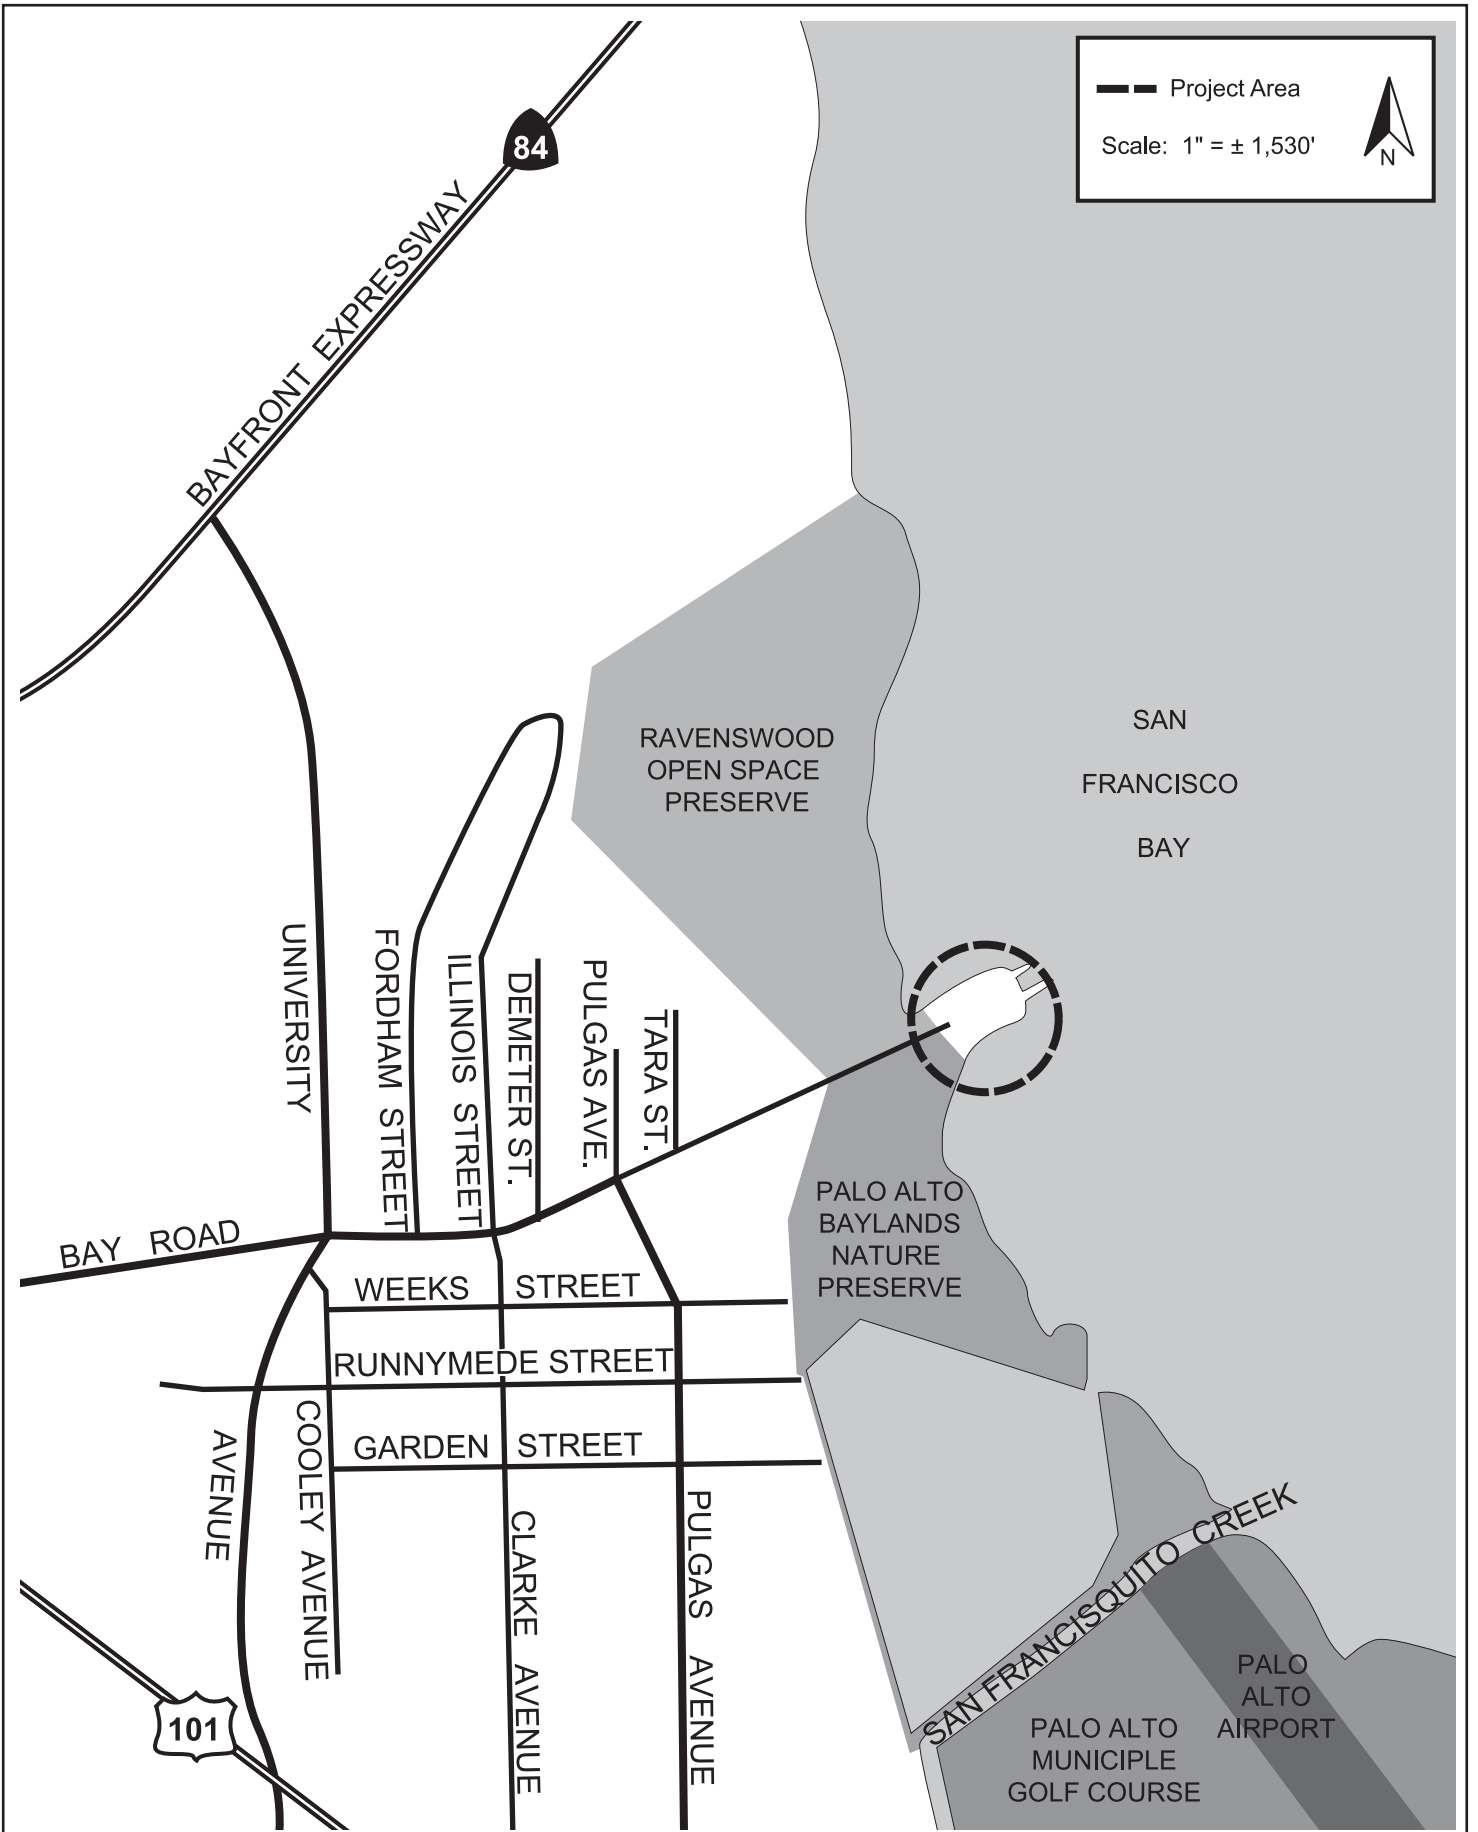 Project Area
Scale: 1" = ± 1,530'
N
84
BAYFRONT EXPRESSWAY
RAVENSWOOD
OPEN SPACE
PRESERVE
SAN
FRANCISCO
BAY
UNIVERSITY
FORDHAM STREET
ILLINOIS STREET
DEMETER ST.
PULGAS AVE.
TARA ST.
BAY ROAD
PALO ALTO
BAYLANDS
NATURE
PRESERVE
WEEKS STREET
RUNNYMEDE STREET
GARDEN STREET
AVENUE
COOLEY AVENUE
CLARKE AVENUE
PULGAS AVENUE
SAN FRANCISQUITO CREEK
101
PALO ALTO
MUNICIPLE
GOLF COURSE
PALO
ALTO
AIRPORT